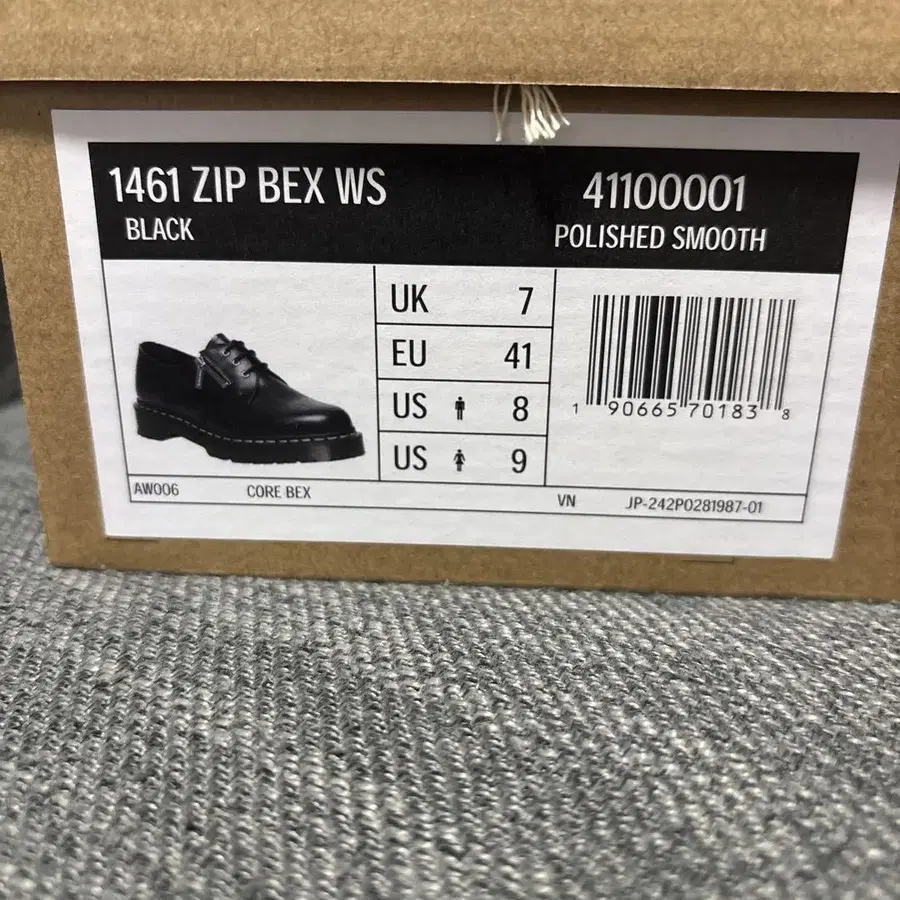 1461 ZIP BEX WS
BLACK
41100001
POLISHED SMOOTH
UK 7
EU 41
US 8
US 9
1 90665 70183 8
AW006
CORE BEX
VN
JP-242P0281987-01